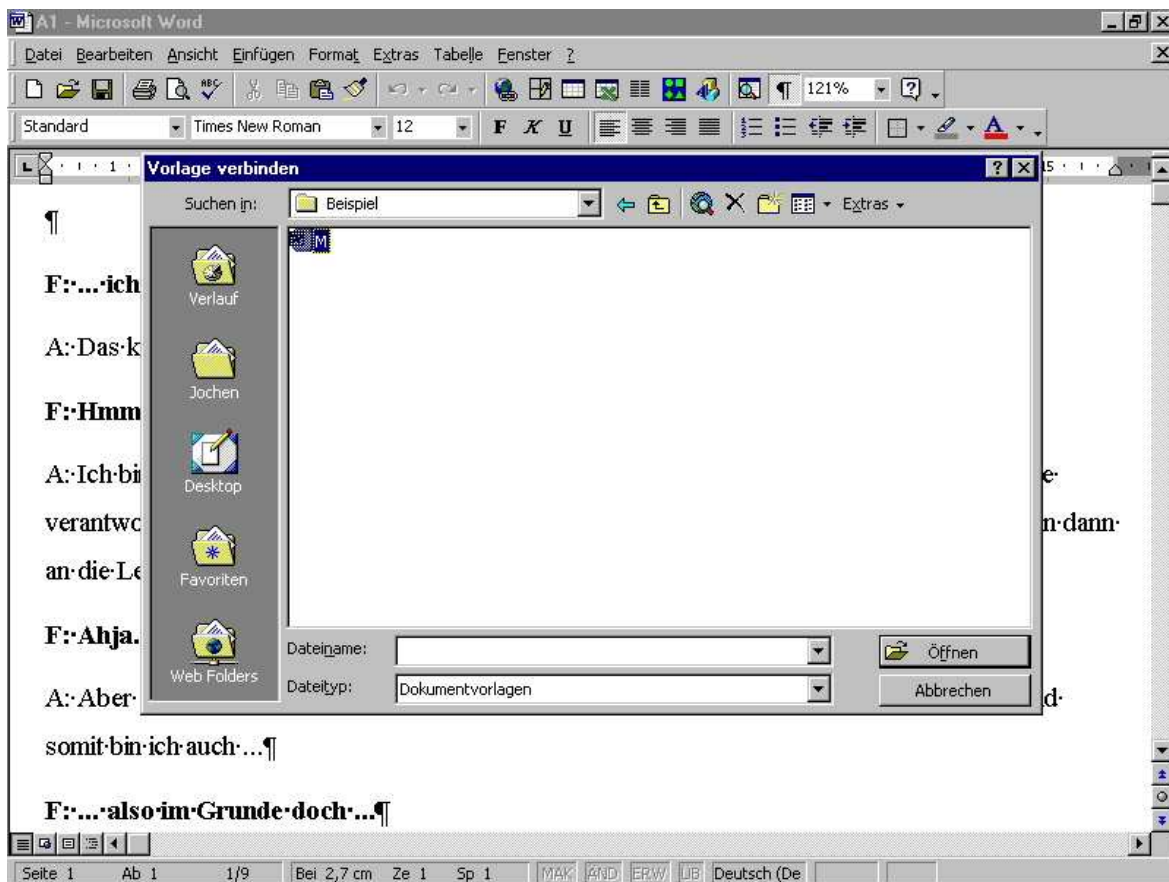 A1 - Microsoft Word
Datei Bearbeiten Ansicht Einfügen Format Extras Tabelle Fenster ?
ABC
121%
Standard Times New Roman 12 F K U
1 Vorlage verbinden 15
Suchen in: Beispiel Extras
¶
M
Verlauf
F:·…·ich
A:·Das·k
Jochen
F:·Hmm
A:·Ich·bi e·
Desktop
verantwo n·dann·
an·die·Le
Favoriten
F:·Ahja.
Dateiname: Öffnen
Web Folders
Dateityp: Dokumentvorlagen Abbrechen
A:·Aber· d·
somit·bin·ich·auch·…¶
F:·…·also·im·Grunde·doch·…¶
Seite 1 Ab 1 1/9 Bei 2,7 cm Ze 1 Sp 1 MAK ÄND ERW ÜB Deutsch (De